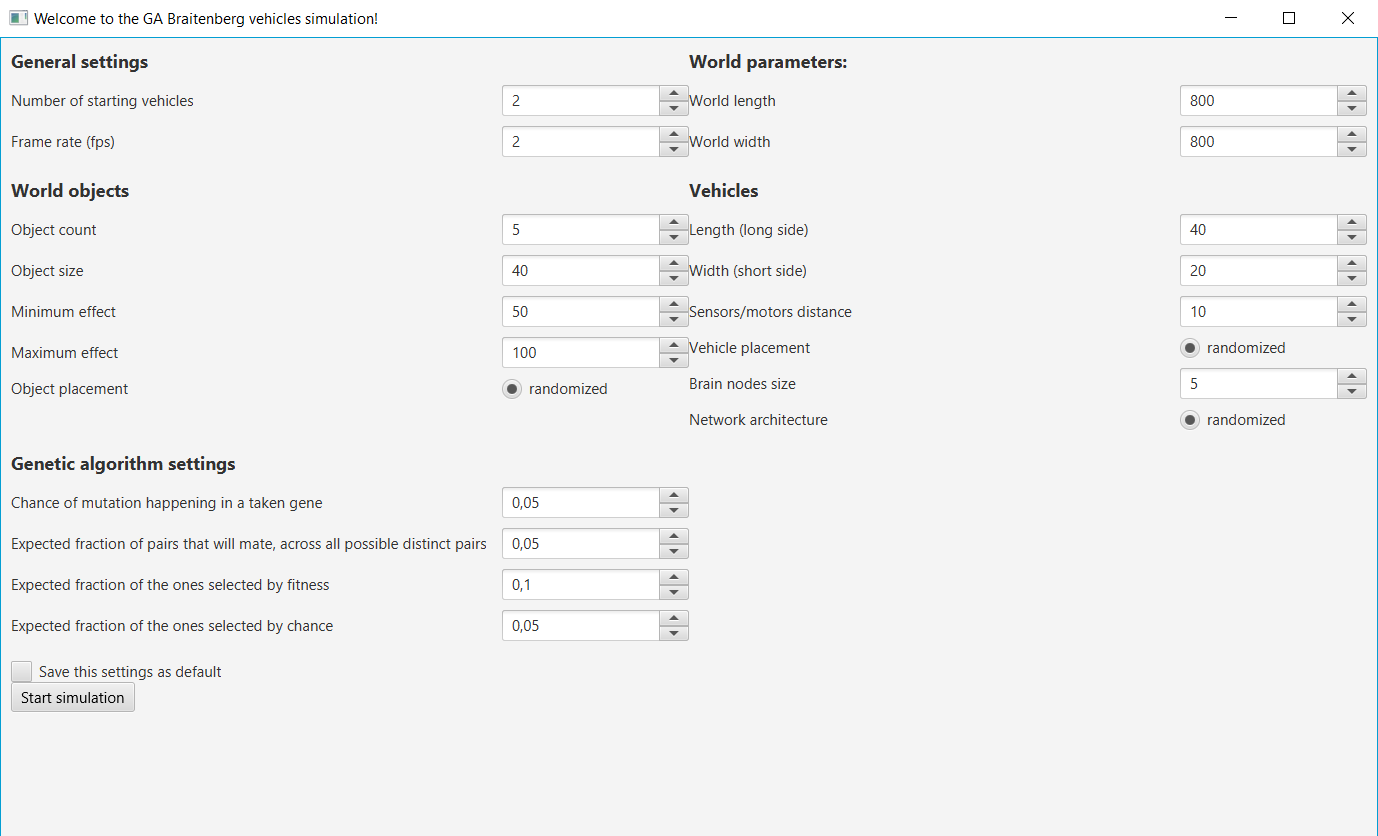 Welcome to the GA Braitenberg vehicles simulation!
General settings
Number of starting vehicles 2
Frame rate (fps) 2
World parameters:
World length 800
World width 800
World objects
Object count 5
Object size 40
Minimum effect 50
Maximum effect 100
Object placement randomized
Vehicles
Length (long side) 40
Width (short side) 20
Sensors/motors distance 10
Vehicle placement randomized
Brain nodes size 5
Network architecture randomized
Genetic algorithm settings
Chance of mutation happening in a taken gene 0,05
Expected fraction of pairs that will mate, across all possible distinct pairs 0,05
Expected fraction of the ones selected by fitness 0,1
Expected fraction of the ones selected by chance 0,05
Save this settings as default
Start simulation